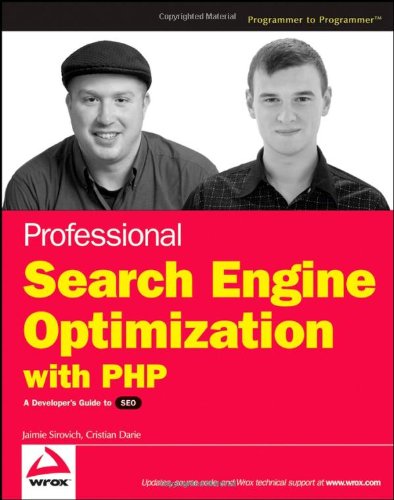 Copyrighted Material
Programmer to Programmer™
Professional
Search Engine
Optimization
with PHP
A Developer's Guide to SEO
Jaimie Sirovich, Cristian Darie
wrox™
Updates, source code, and Wrox technical support at www.wrox.com